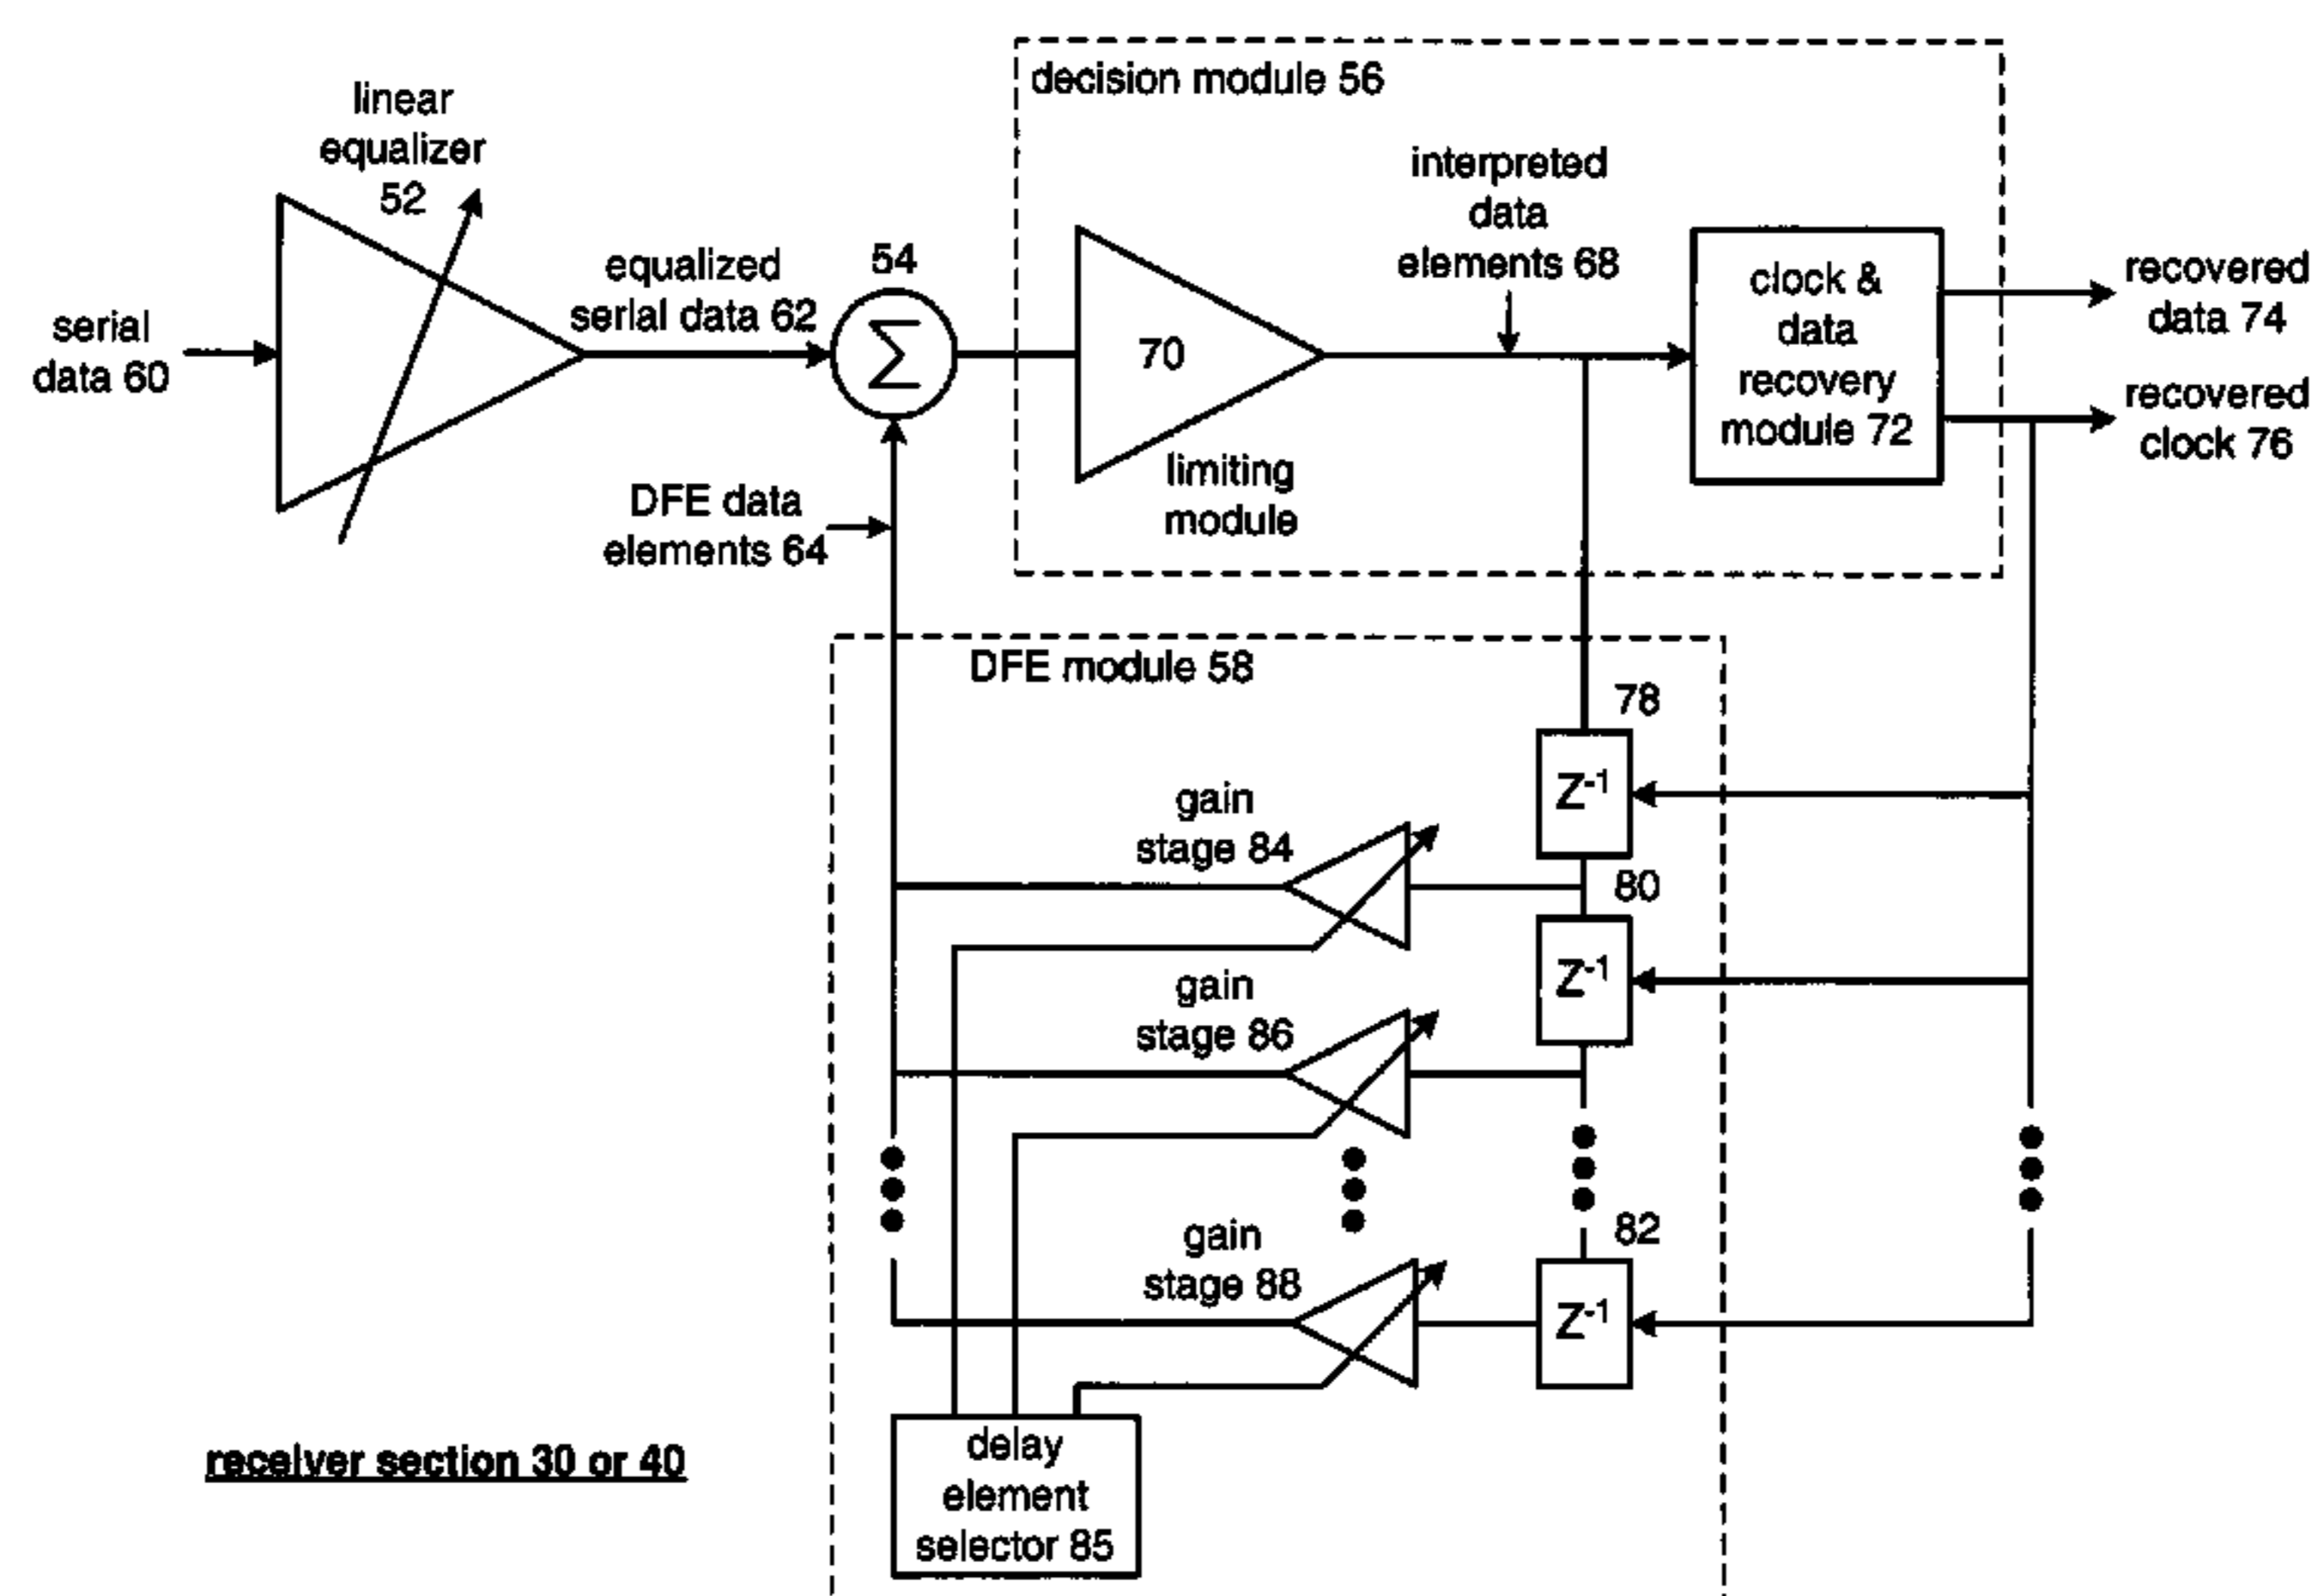 decision module 56
linear
equalizer
52
interpreted
data
elements 68
54
equalized
serial data 62
serial
data 60
Σ
70
limiting
module
clock &
data
recovery
module 72
recovered
data 74
recovered
clock 76
DFE data
elements 64
DFE module 58
78
Z-1
gain
stage 84
80
Z-1
gain
stage 86
82
gain
stage 88
Z-1
delay
element
selector 85
receiver section 30 or 40